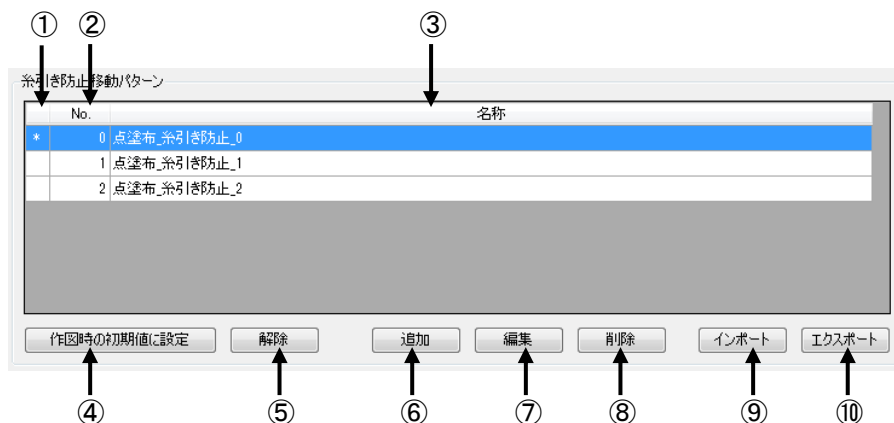 ① ② ③
糸引き防止移動パターン
No. 名称
* 0 点塗布_糸引き防止_0
1 点塗布_糸引き防止_1
2 点塗布_糸引き防止_2
作図時の初期値に設定 解除 追加 編集 削除 インポート エクスポート
④ ⑤ ⑥ ⑦ ⑧ ⑨ ⑩